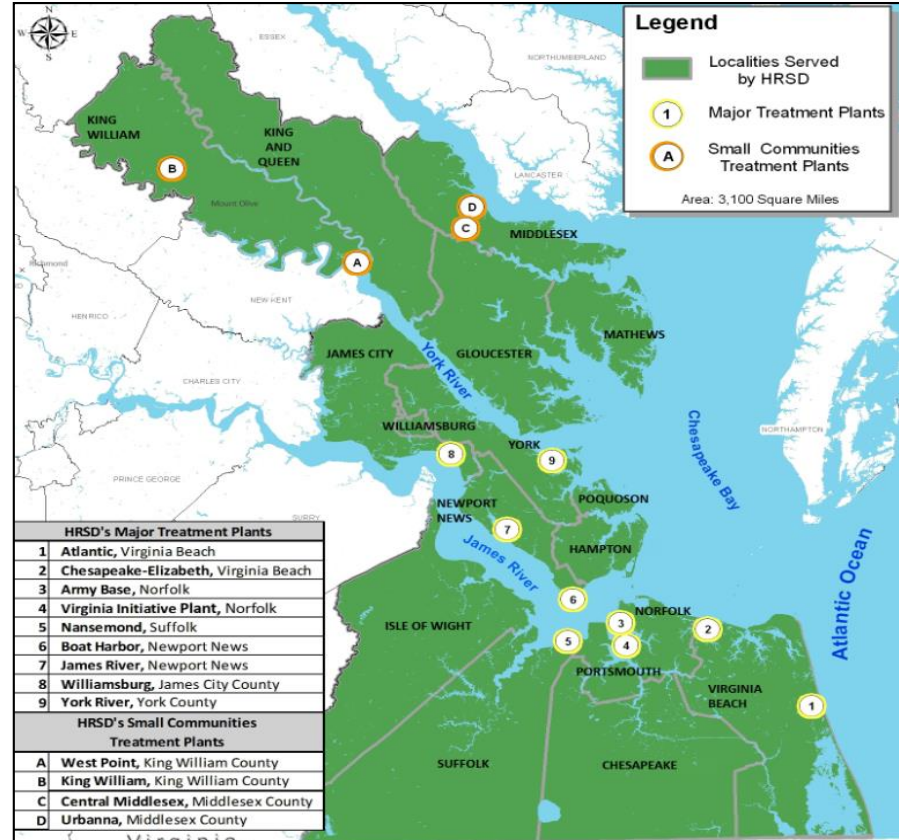 N
W
E
S
ESSEX
NORTHUMBERLAND
Legend
Localities Served
by HRSD
1 Major Treatment Plants
A Small Communities
Treatment Plants
Area: 3,100 Square Miles
KING
WILLIAM
KING
AND
QUEEN
LANCASTER
B
Mount Olive
D
C
MIDDLESEX
A
Richmond
NEW KENT
HENRICO
MATHEWS
JAMES CITY
York River
GLOUCESTER
CHARLES CITY
Chesapeake Bay
NORTHAMPTON
WILLIAMSBURG
YORK
8
9
PRINCE GEORGE
POQUOSON
NEWPORT
NEWS
SURRY
7
HAMPTON
James River
Atlantic Ocean
6
ISLE OF WIGHT
NORFOLK
3
2
5
4
PORTSMOUTH
VIRGINIA
BEACH
1
SUFFOLK
CHESAPEAKE
HRSD's Major Treatment Plants
1 Atlantic, Virginia Beach
2 Chesapeake-Elizabeth, Virginia Beach
3 Army Base, Norfolk
4 Virginia Initiative Plant, Norfolk
5 Nansemond, Suffolk
6 Boat Harbor, Newport News
7 James River, Newport News
8 Williamsburg, James City County
9 York River, York County
HRSD's Small Communities
Treatment Plants
A West Point, King William County
B King William, King William County
C Central Middlesex, Middlesex County
D Urbanna, Middlesex County
Virginia